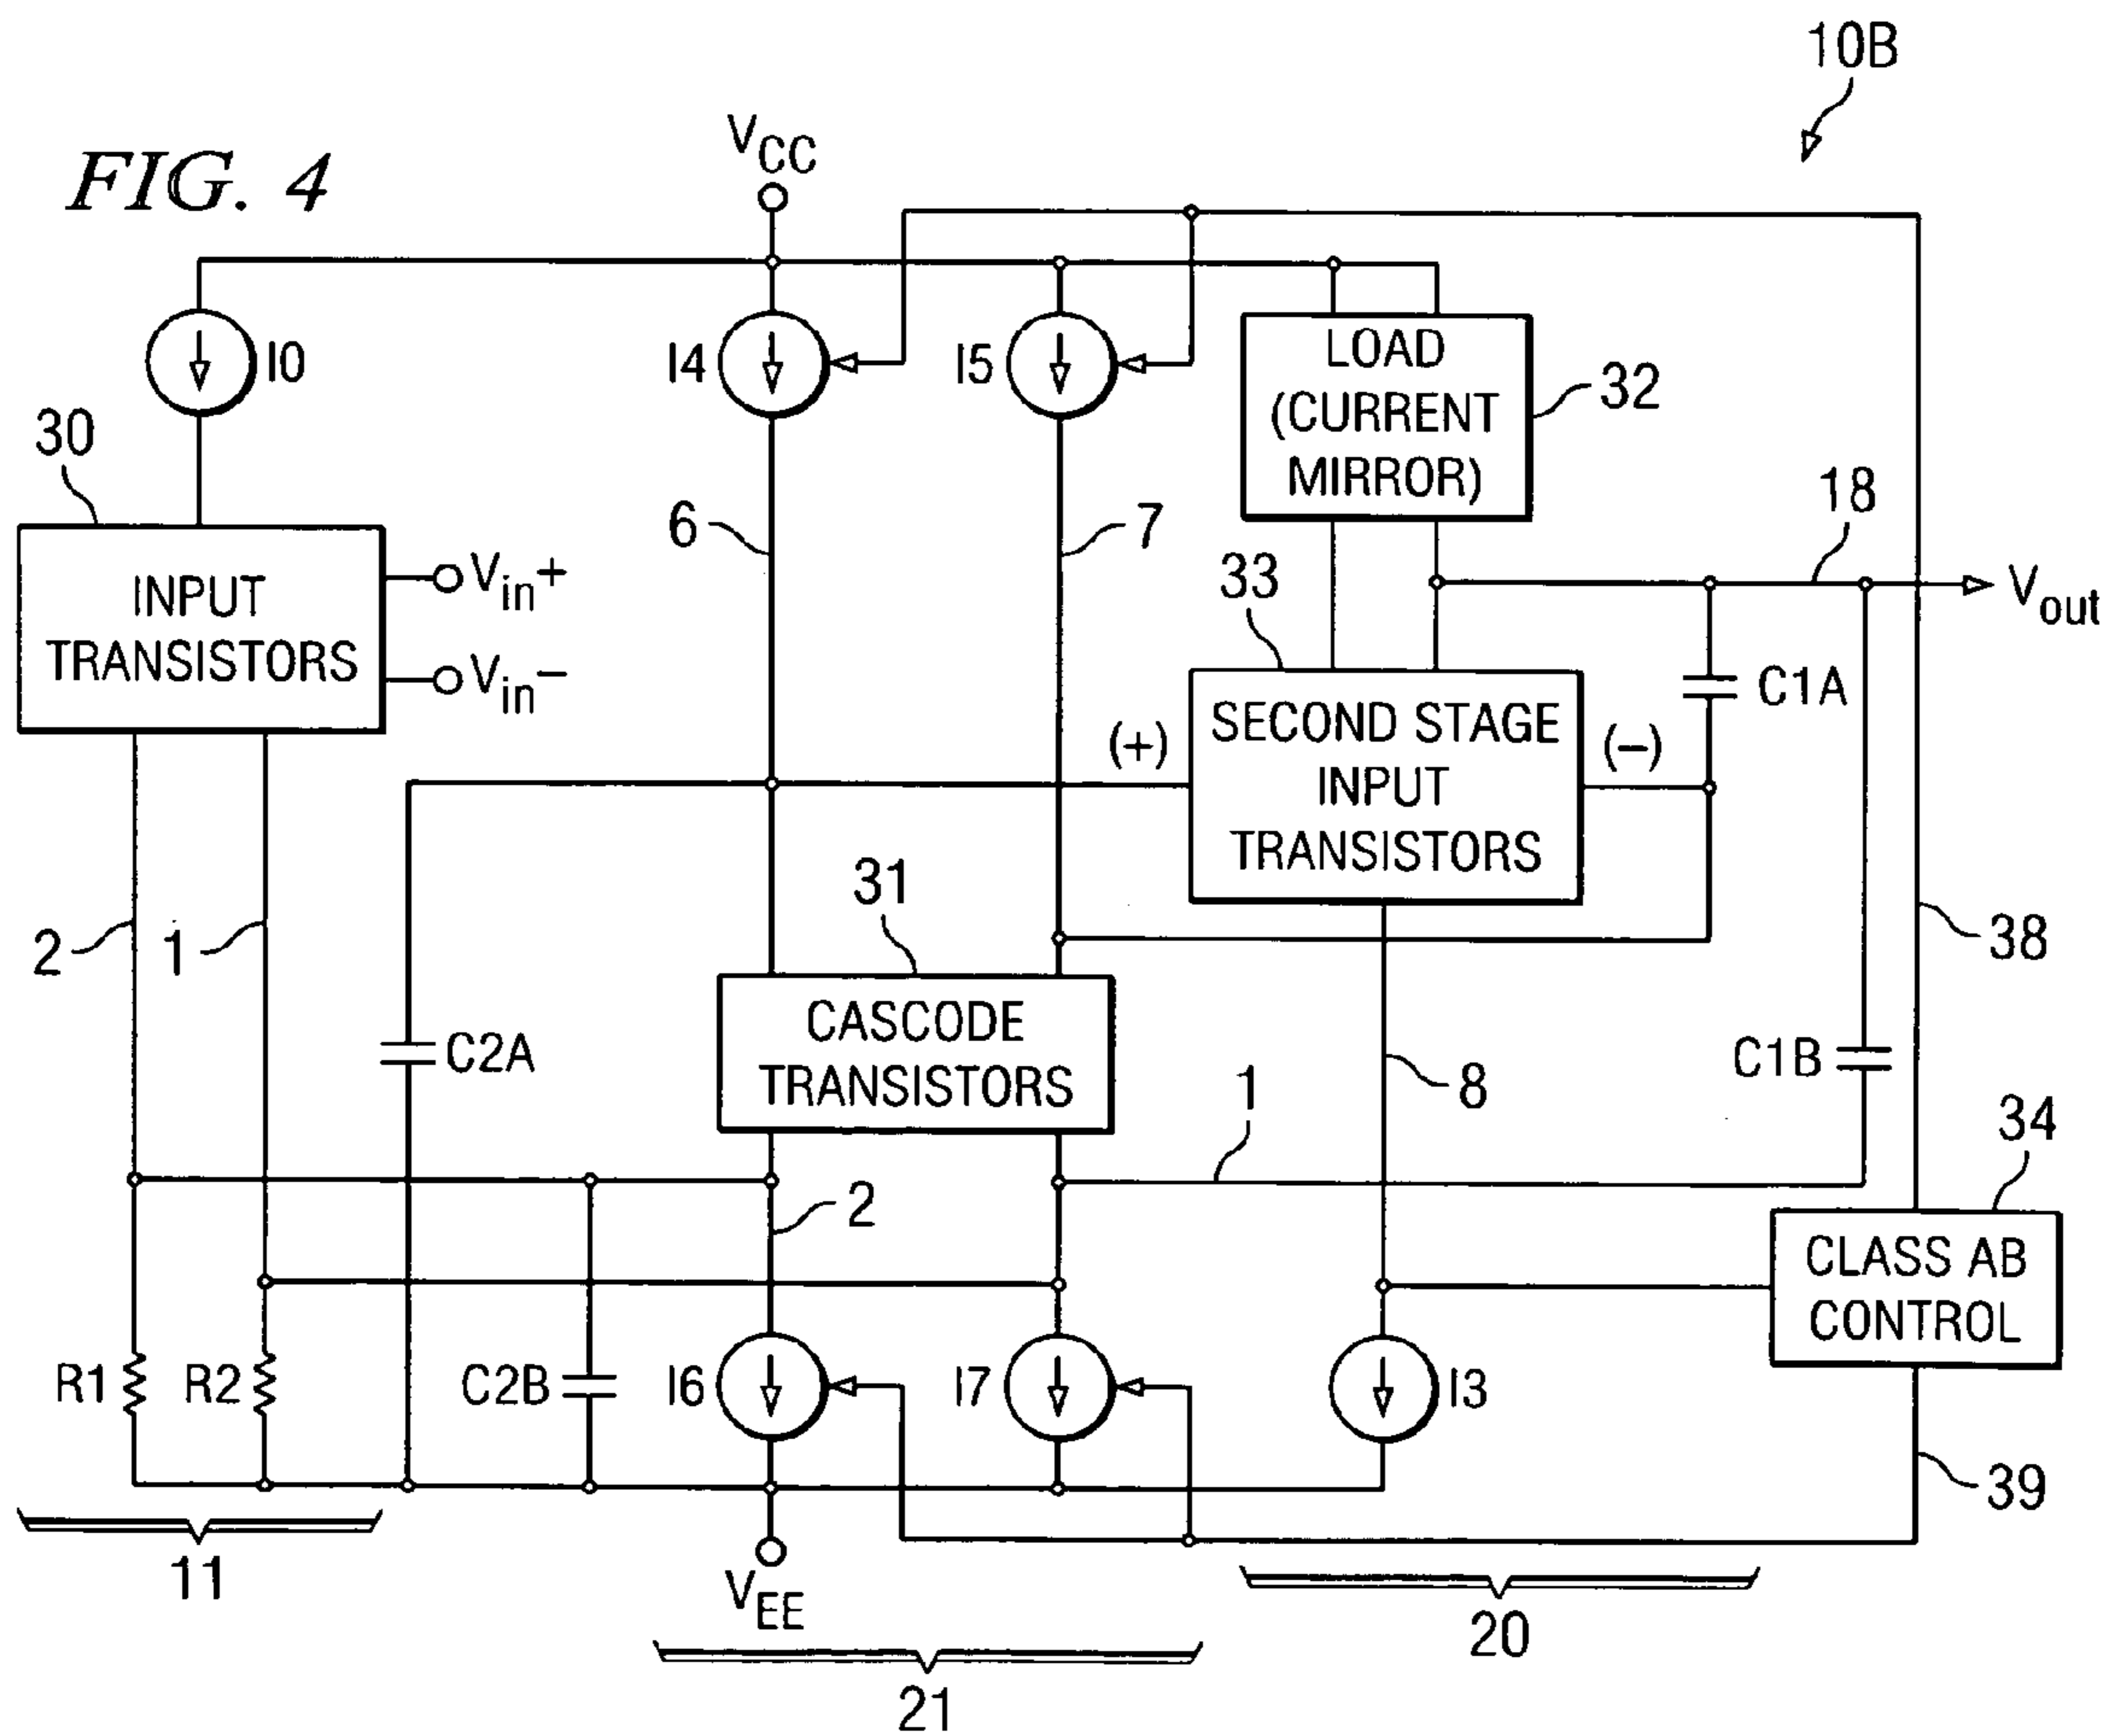 10B
FIG. 4
VCC
I0
I4
I5
LOAD
(CURRENT
MIRROR)
32
30
6
7
18
33
INPUT
TRANSISTORS
Vin+
Vin−
Vout
C1A
(+)
SECOND STAGE
INPUT
TRANSISTORS
(−)
31
2
1
38
CASCODE
TRANSISTORS
C2A
8
1
C1B
34
2
CLASS AB
CONTROL
R1
R2
C2B
I6
I7
I3
39
11
VEE
20
21